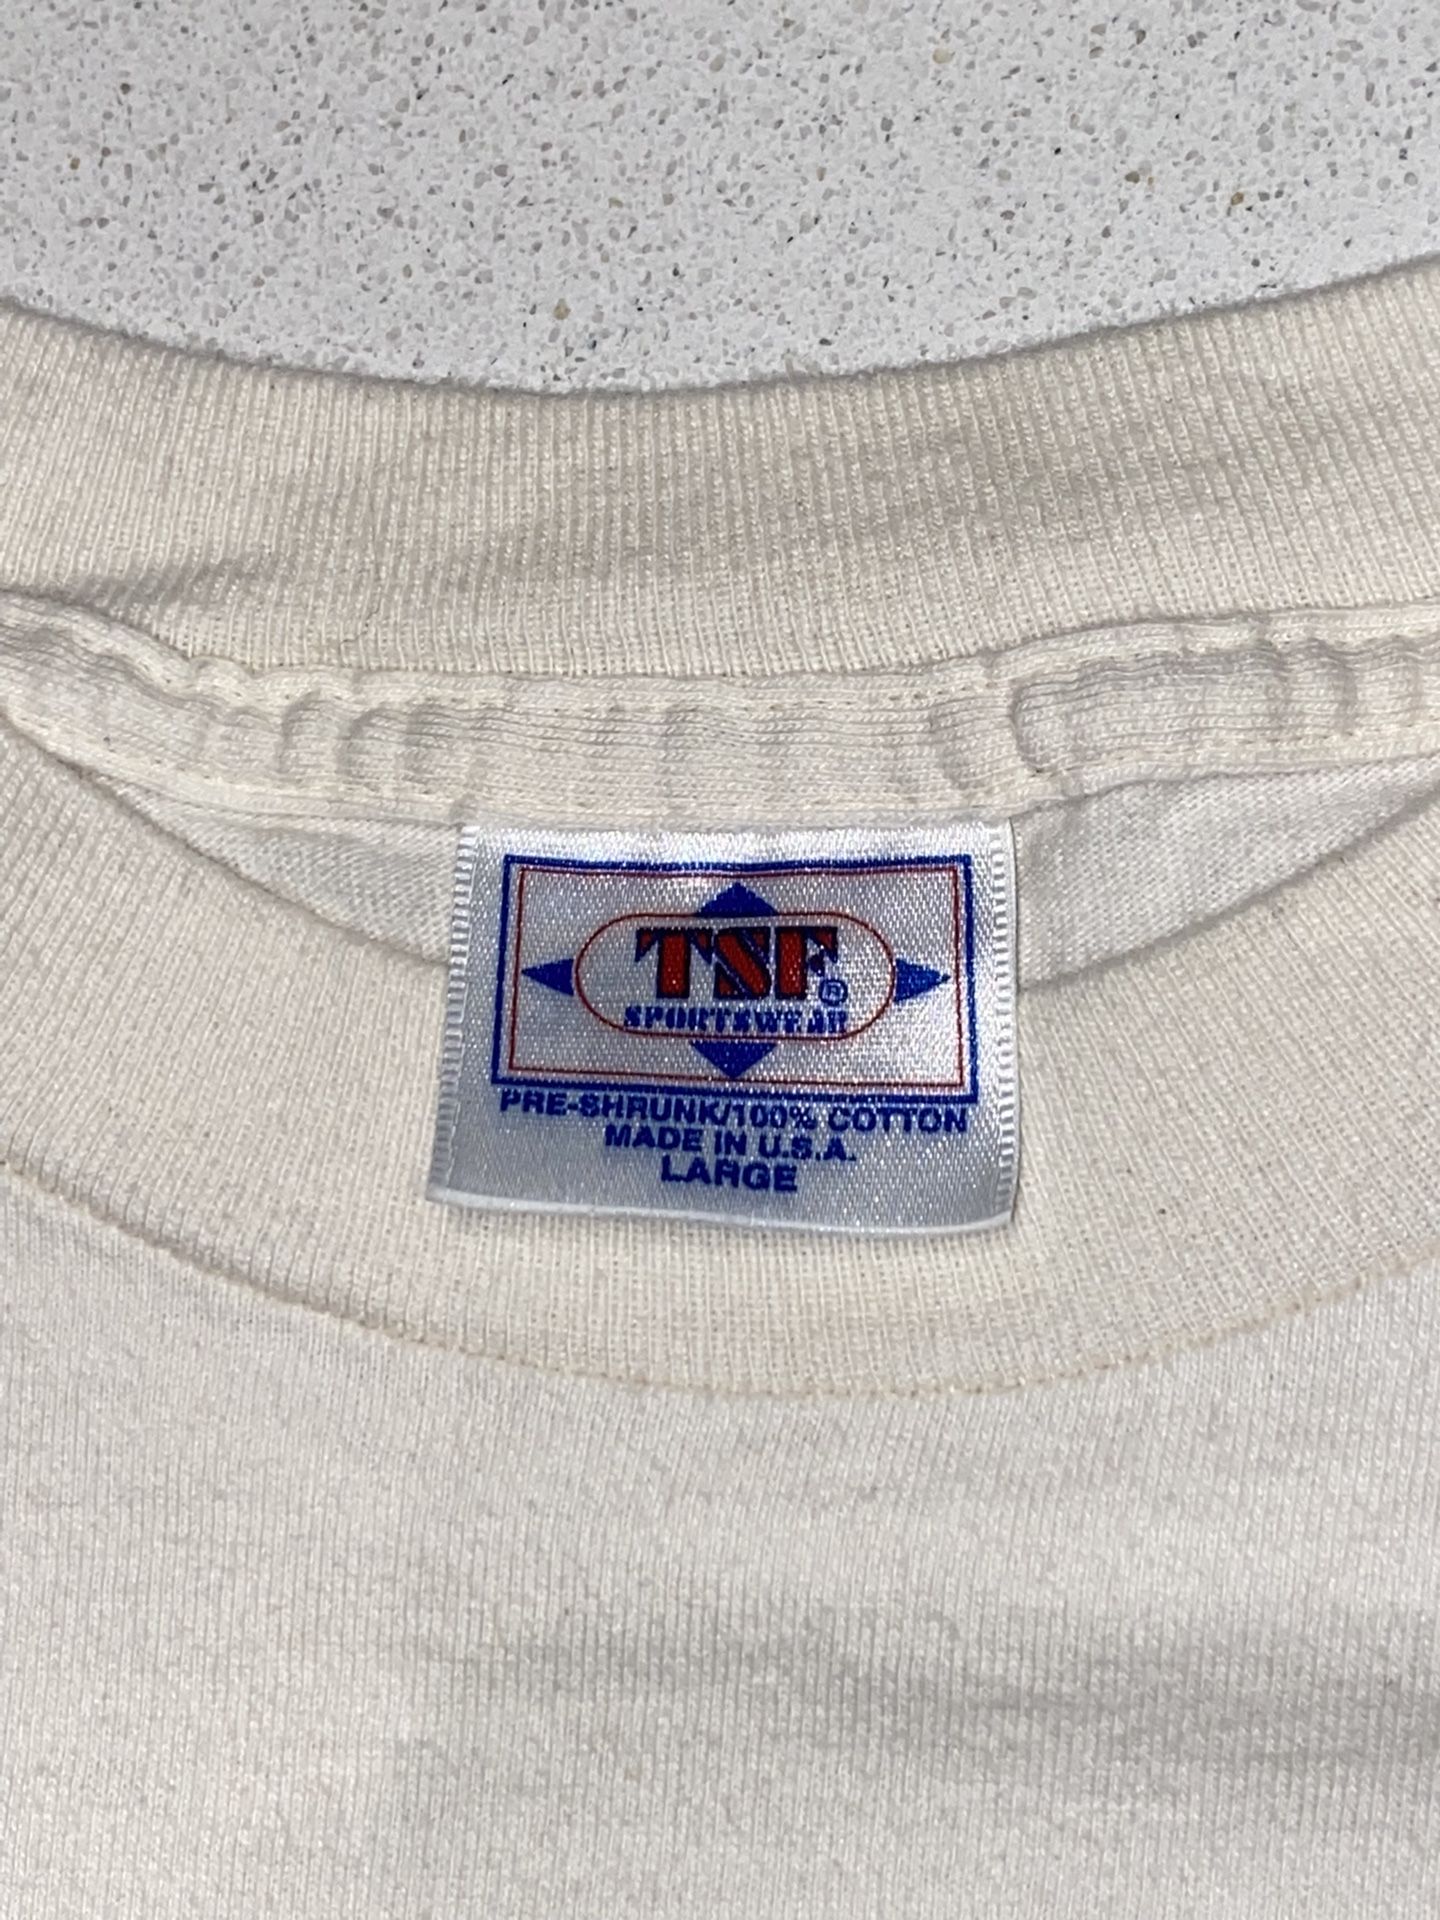 TSF®
SPORTSWEAR
PRE-SHRUNK/100% COTTON
MADE IN U.S.A.
LARGE